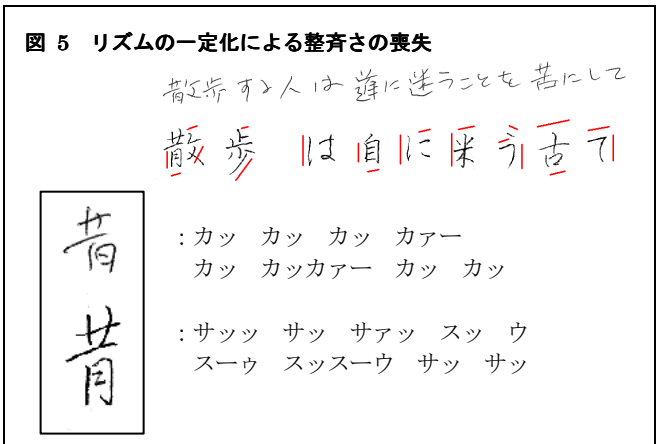 図 5 リズムの一定化による整斉さの喪失
散歩する人は道に迷うことを苦にして
散歩 は自に米う古て
昔
:カッ カッ カッ カァー
カッ カッカァー カッ カッ
昔
:サッッ サッ サァッ スッ ウ
スーゥ スッスーウ サッ サッ